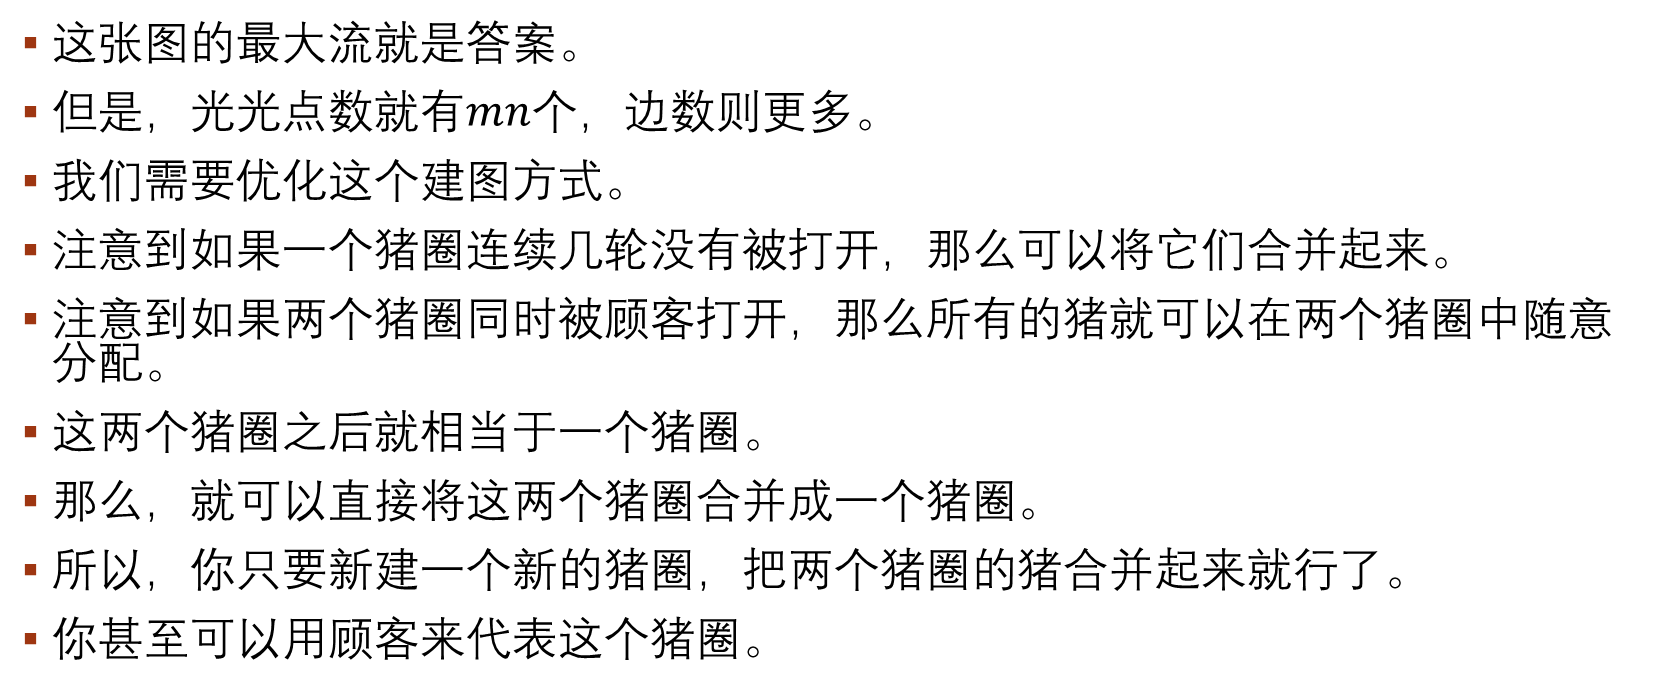 ▪ 这张图的最大流就是答案。
▪ 但是，光光点数就有mn个，边数则更多。
▪ 我们需要优化这个建图方式。
▪ 注意到如果一个猪圈连续几轮没有被打开，那么可以将它们合并起来。
▪ 注意到如果两个猪圈同时被顾客打开，那么所有的猪就可以在两个猪圈中随意
分配。
▪ 这两个猪圈之后就相当于一个猪圈。
▪ 那么，就可以直接将这两个猪圈合并成一个猪圈。
▪ 所以，你只要新建一个新的猪圈，把两个猪圈的猪合并起来就行了。
▪ 你甚至可以用顾客来代表这个猪圈。